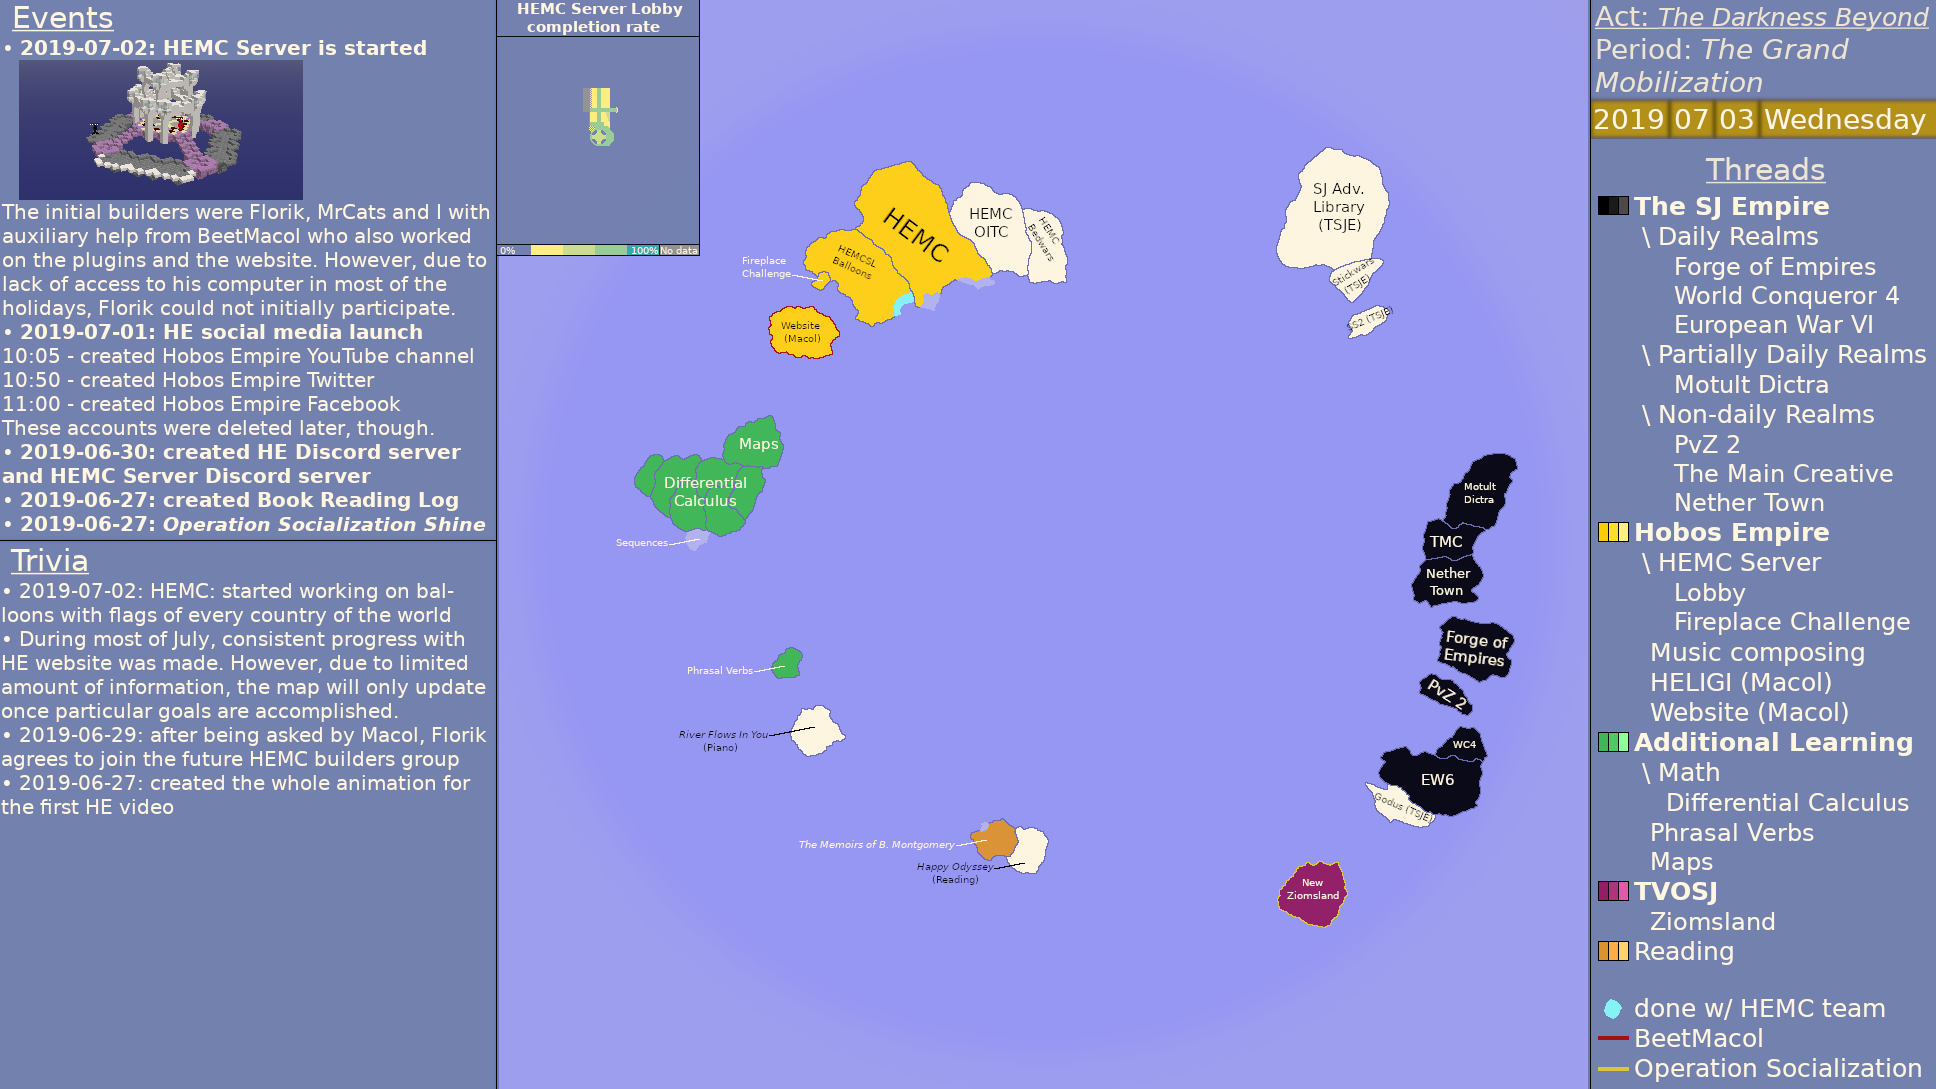 Events
• 2019-07-02: HEMC Server is started
The initial builders were Florik, MrCats and I with
auxiliary help from BeetMacol who also worked
on the plugins and the website. However, due to
lack of access to his computer in most of the
holidays, Florik could not initially participate.
• 2019-07-01: HE social media launch
10:05 - created Hobos Empire YouTube channel
10:50 - created Hobos Empire Twitter
11:00 - created Hobos Empire Facebook
These accounts were deleted later, though.
• 2019-06-30: created HE Discord server
and HEMC Server Discord server
• 2019-06-27: created Book Reading Log
• 2019-06-27: Operation Socialization Shine
Trivia
• 2019-07-02: HEMC: started working on bal-
loons with flags of every country of the world
• During most of July, consistent progress with
HE website was made. However, due to limited
amount of information, the map will only update
once particular goals are accomplished.
• 2019-06-29: after being asked by Macol, Florik
agrees to join the future HEMC builders group
• 2019-06-27: created the whole animation for
the first HE video
HEMC Server Lobby
completion rate
0%
100%
No data
HEMC
HEMC
OITC
HEMC
Bedwars
HEMCSL
Balloons
Fireplace
Challenge
Website
(Macol)
SJ Adv.
Library
(TSJE)
Stickwars
(TSJE)
SS2 (TSJE)
Maps
Differential
Calculus
Sequences
Phrasal Verbs
River Flows In You
(Piano)
The Memoirs of B. Montgomery
Happy Odyssey
(Reading)
Motult
Dictra
TMC
Nether
Town
Forge of
Empires
PvZ 2
WC4
EW6
Godus (TSJE)
New
Ziomsland
Act: The Darkness Beyond
Period: The Grand
Mobilization
2019 07 03 Wednesday
Threads
The SJ Empire
\ Daily Realms
Forge of Empires
World Conqueror 4
European War VI
\ Partially Daily Realms
Motult Dictra
\ Non-daily Realms
PvZ 2
The Main Creative
Nether Town
Hobos Empire
\ HEMC Server
Lobby
Fireplace Challenge
Music composing
HELIGI (Macol)
Website (Macol)
Additional Learning
\ Math
Differential Calculus
Phrasal Verbs
Maps
TVOSJ
Ziomsland
Reading
done w/ HEMC team
BeetMacol
Operation Socialization